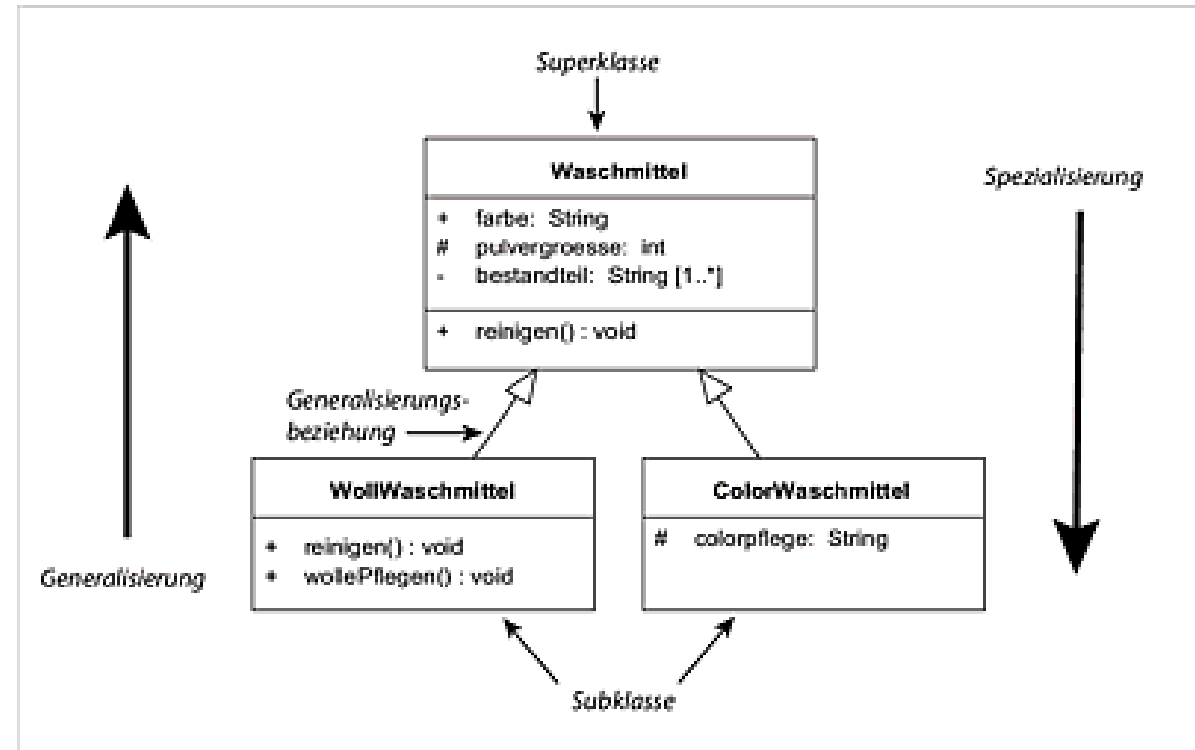 Superklasse
Waschmittel
+ farbe: String
# pulvergroesse: int
- bestandteil: String [1..*]
+ reinigen() : void
Spezialisierung
Generalisierungs-
beziehung
WollWaschmittel
+ reinigen() : void
+ wollePflegen() : void
ColorWaschmittel
# colorpflege: String
Generalisierung
Subklasse